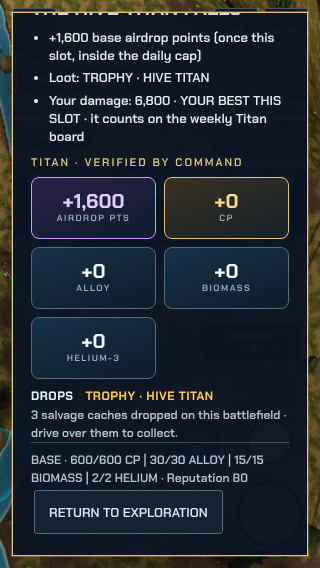 • +1,600 base airdrop points (once this
slot, inside the daily cap)
• Loot: TROPHY · HIVE TITAN
• Your damage: 6,800 · YOUR BEST THIS
SLOT · it counts on the weekly Titan
board
TITAN · VERIFIED BY COMMAND
+1,600
AIRDROP PTS
+0
CP
+0
ALLOY
+0
BIOMASS
+0
HELIUM-3
DROPS TROPHY · HIVE TITAN
3 salvage caches dropped on this battlefield ·
drive over them to collect.
BASE · 600/600 CP | 30/30 ALLOY | 15/15
BIOMASS | 2/2 HELIUM · Reputation 80
RETURN TO EXPLORATION